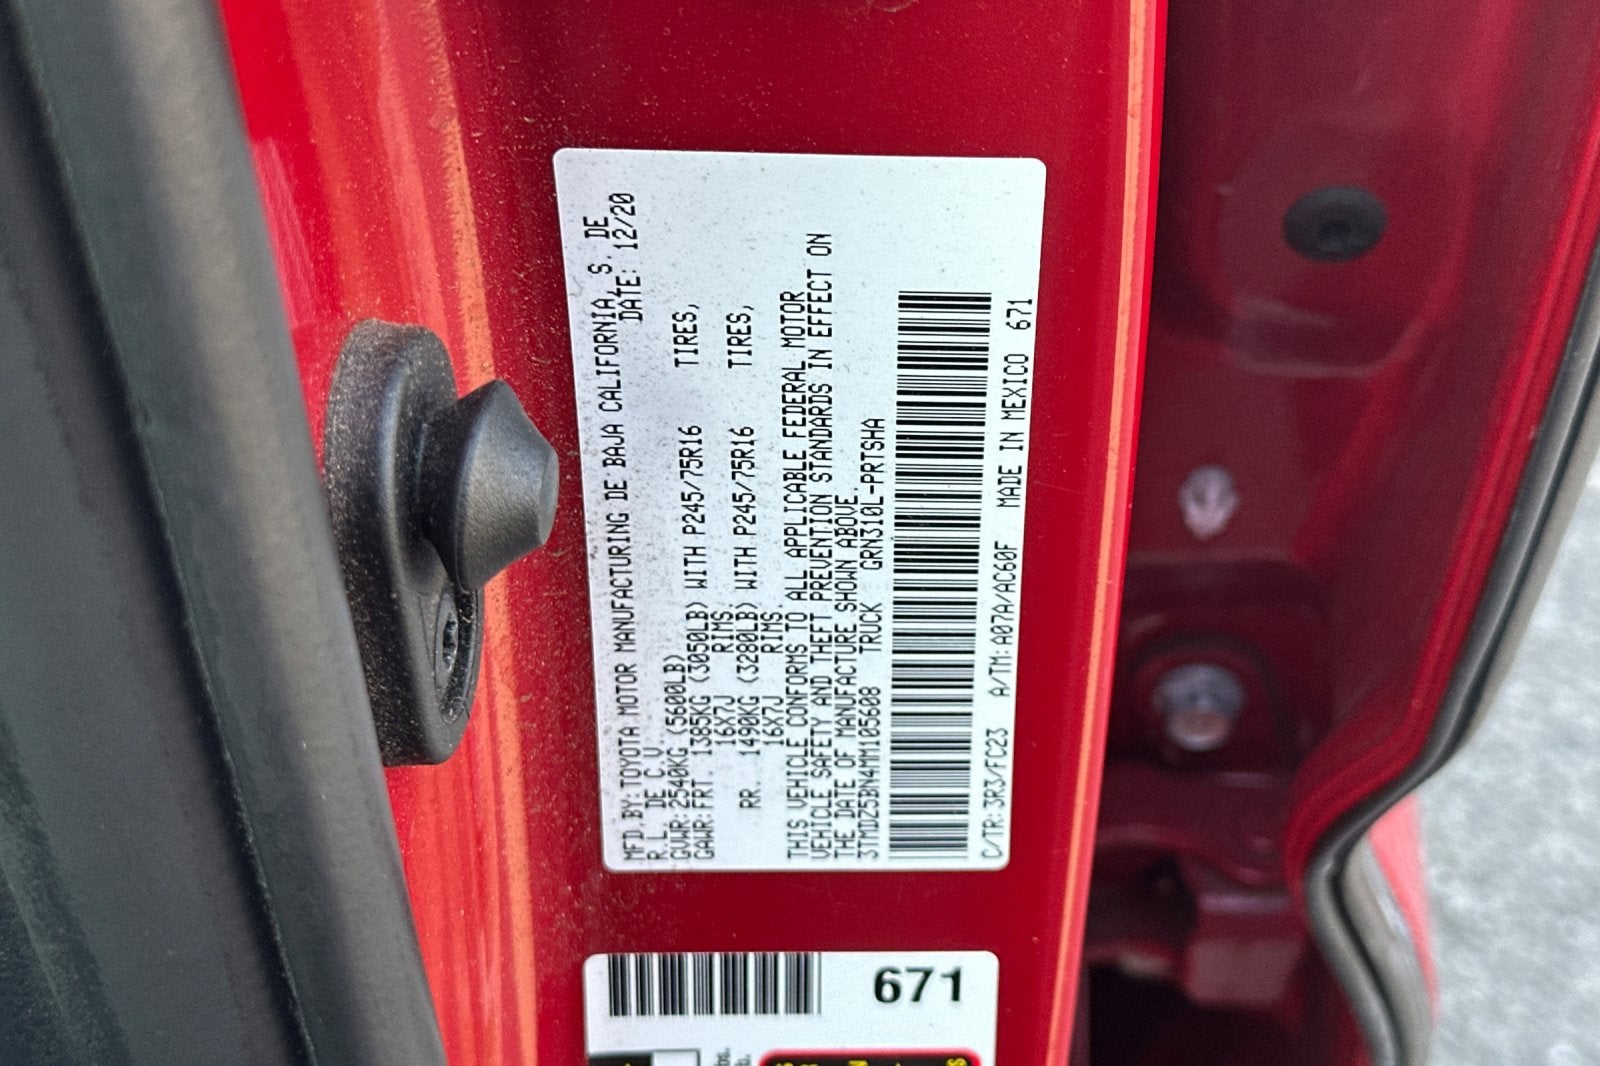 MFD.BY:TOYOTA MOTOR MANUFACTURING DE BAJA CALIFORNIA, S. DE
R.L. DE C.V. DATE: 12/20
GVWR:2540KG (5600LB)
GAWR:FRT. 1385KG (3050LB) WITH P245/75R16 TIRES,
16X7J RIMS.
RR. 1490KG (3280LB) WITH P245/75R16 TIRES,
16X7J RIMS.
THIS VEHICLE CONFORMS TO ALL APPLICABLE FEDERAL MOTOR
VEHICLE SAFETY AND THEFT PREVENTION STANDARDS IN EFFECT ON
THE DATE OF MANUFACTURE SHOWN ABOVE.
3TMDZ5BN4MM105608 TRUCK GRN310L-PRTSHA
C/TR:3R3/FC23 A/TM:A07A/AC60F MADE IN MEXICO 671
671